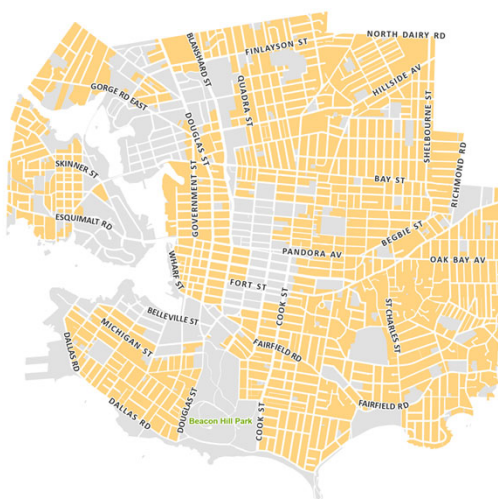 NORTH DAIRY RD
FINLAYSON ST
BLANSHARD ST
HILLSIDE AV
GORGE RD EAST
QUADRA ST
SHELBOURNE ST
DOUGLAS ST
RICHMOND RD
SKINNER ST
BAY ST
GOVERNMENT ST
ESQUIMALT RD
BEGBIE ST
PANDORA AV
OAK BAY AV
WHARF ST
FORT ST
COOK ST
BELLEVILLE ST
ST CHARLES ST
MICHIGAN ST
DALLAS RD
FAIRFIELD RD
DOUGLAS ST
FAIRFIELD RD
DALLAS RD
Beacon Hill Park
COOK ST